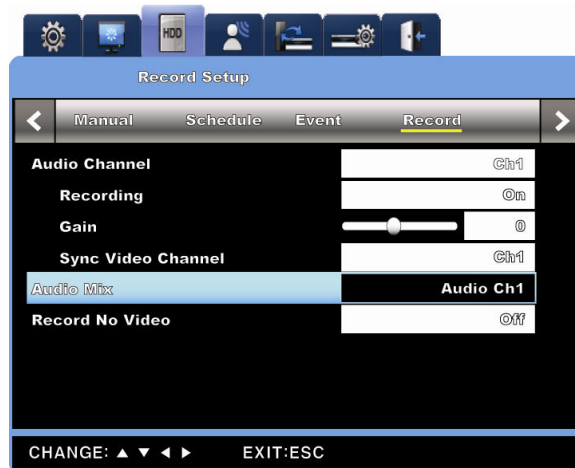 HDD
Record Setup
Manual Schedule Event Record
Audio Channel Ch1
Recording On
Gain 0
Sync Video Channel Ch1
Audio Mix Audio Ch1
Record No Video Off
CHANGE: ▲ ▼ ◀ ▶ EXIT:ESC